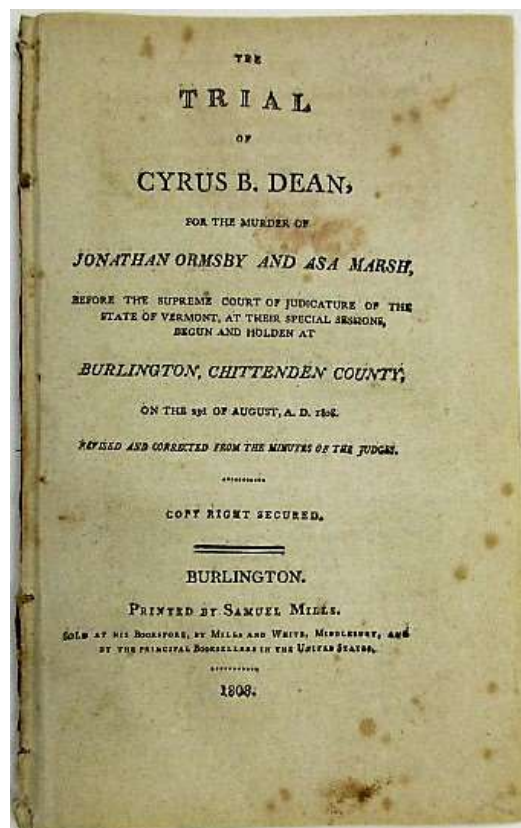 THE
TRIAL
OF
CYRUS B. DEAN,
FOR THE MURDER OF
JONATHAN ORMSBY AND ASA MARSH,
BEFORE THE SUPREME COURT OF JUDICATURE OF THE
STATE OF VERMONT, AT THEIR SPECIAL SESSIONS,
BEGUN AND HOLDEN AT
BURLINGTON, CHITTENDEN COUNTY,
ON THE 23d OF AUGUST, A. D. 1808.
REVISED AND CORRECTED FROM THE MINUTES OF THE JUDGES.
COPY RIGHT SECURED.
BURLINGTON.
PRINTED BY SAMUEL MILLS.
SOLD AT HIS BOOKSTORE, BY MILLS AND WHITE, MIDDLEBURY, AND
BY THE PRINCIPAL BOOKSELLERS IN THE UNITED STATES.
1808.